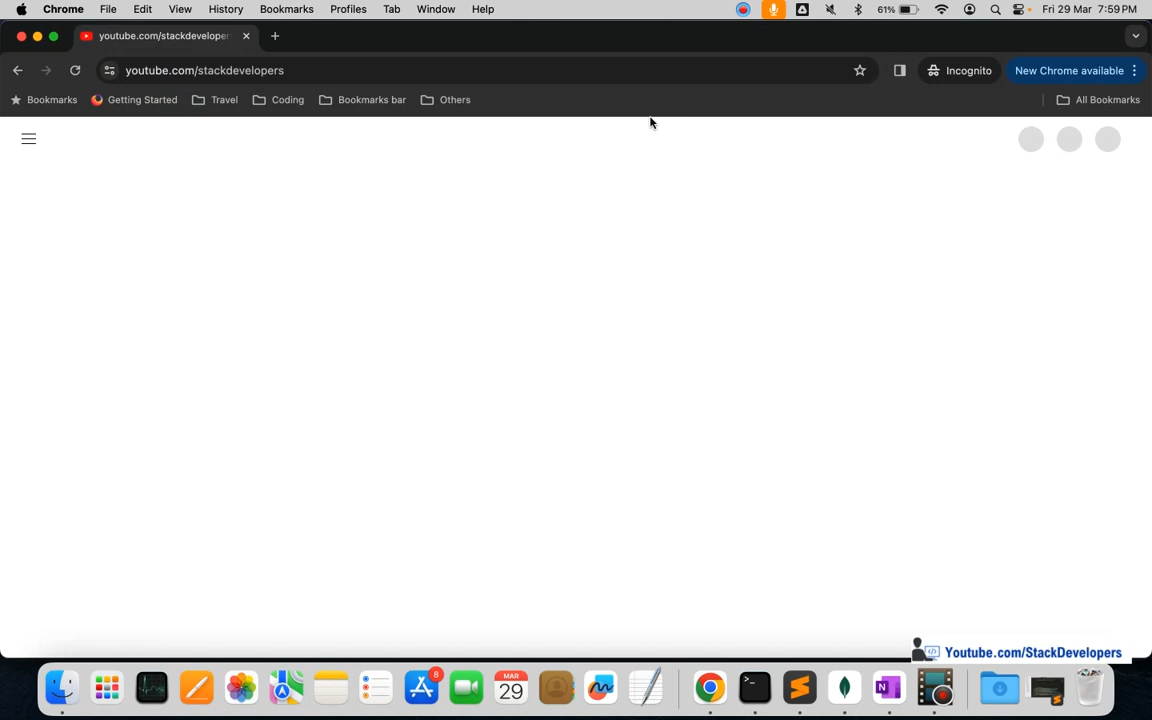 Chrome File Edit View History Bookmarks Profiles Tab Window Help 61% Fri 29 Mar 7:59 PM
youtube.com/stackdeveloper
youtube.com/stackdevelopers Incognito New Chrome available
Bookmarks Getting Started Travel Coding Bookmarks bar Others All Bookmarks
Youtube.com/StackDevelopers
8
MAR
29
N